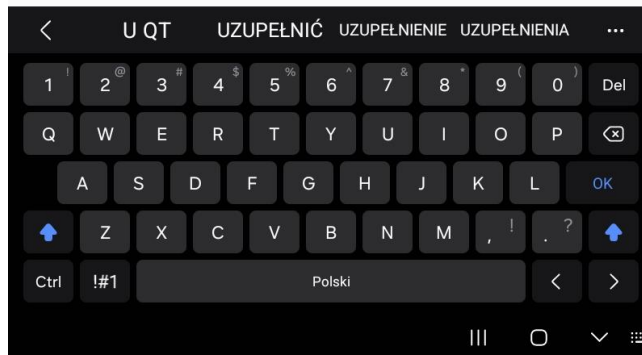 U QT UZUPEŁNIĆ UZUPEŁNIENIE UZUPEŁNIENIA ...
1 ! 2 @ 3 # 4 $ 5 % 6 ^ 7 & 8 * 9 ( 0 ) Del
Q W E R T Y U I O P
A S D F G H J K L OK
Z X C V B N M , ! . ?
Ctrl !#1 Polski < >